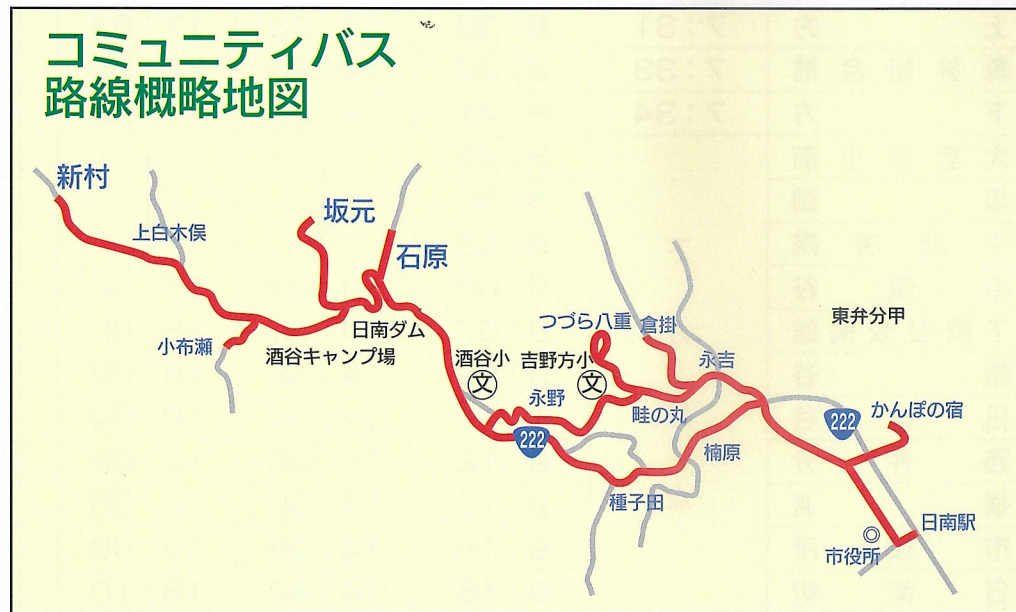 コミュニティバス
路線概略地図
新村
上白木俣
小布瀬
坂元
石原
日南ダム
酒谷キャンプ場
酒谷小
文
吉野方小
文
つづら八重
倉掛
永吉
永野
畦の丸
222
楠原
種子田
東弁分甲
222
かんぽの宿
市役所
日南駅